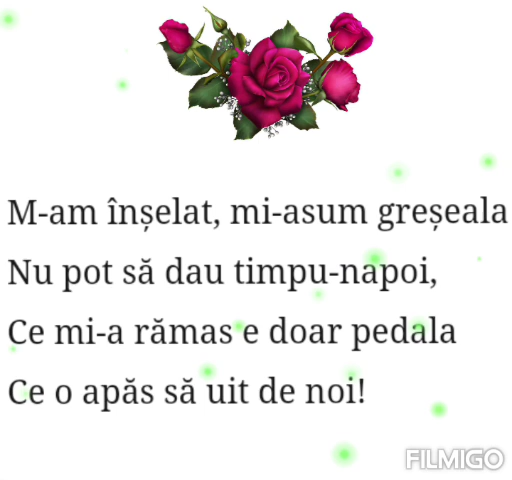 M-am înșelat, mi-asum greșeala
Nu pot să dau timpu-napoi,
Ce mi-a rămas e doar pedala
Ce o apăs să uit de noi!
FILMIGO